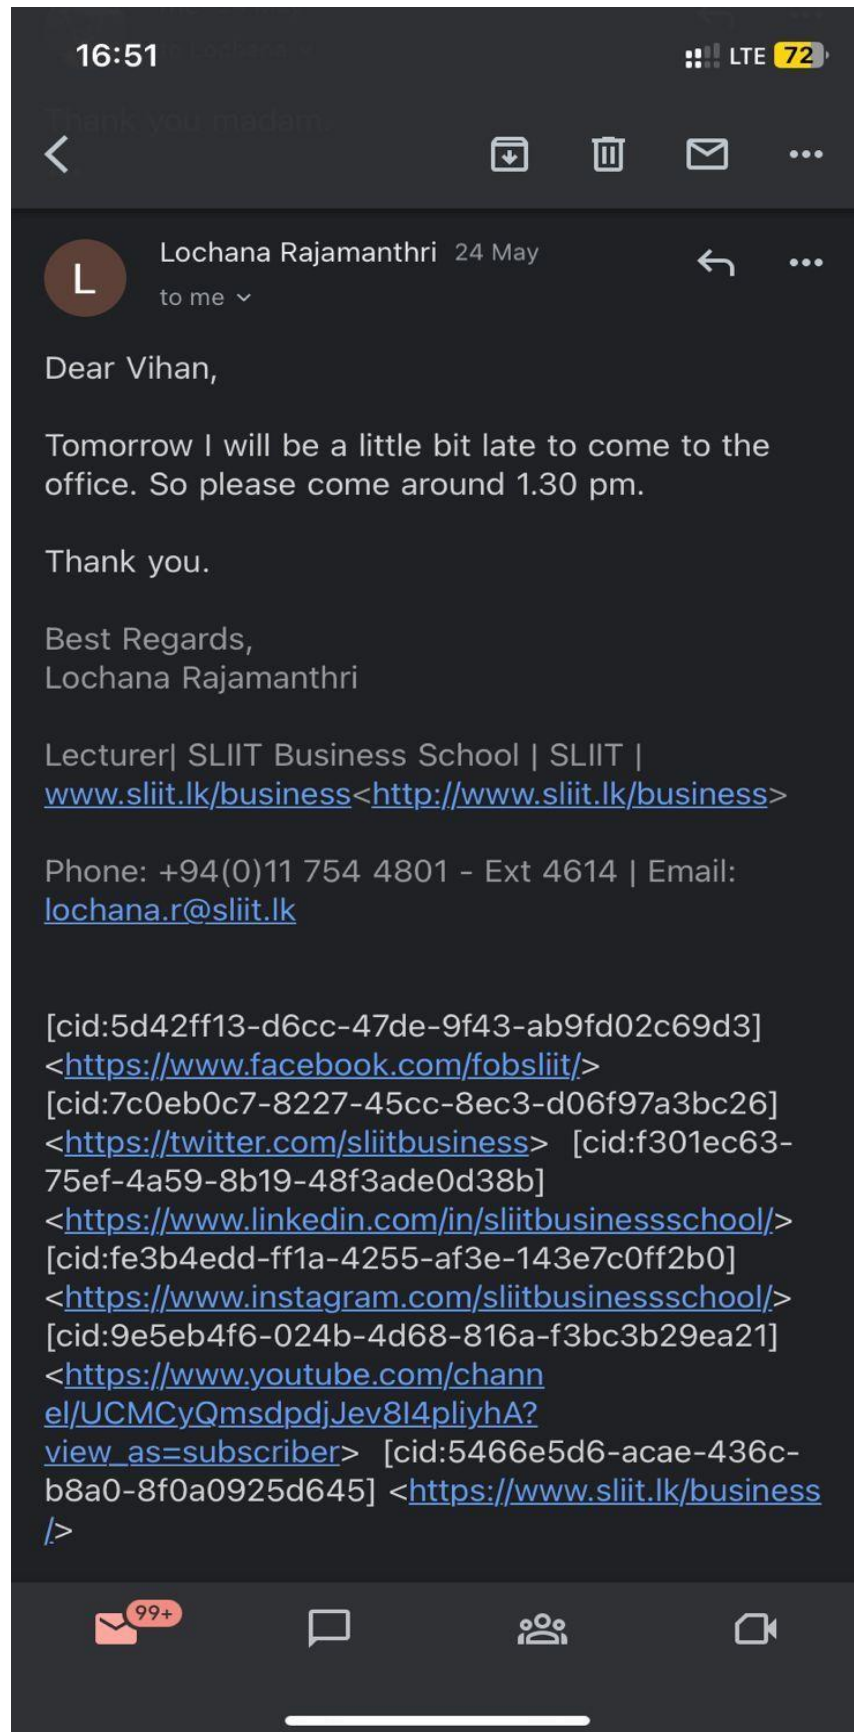 16:51
LTE 72
Thank you madam.
L
Lochana Rajamanthri 24 May
to me
Dear Vihan,
Tomorrow I will be a little bit late to come to the
office. So please come around 1.30 pm.
Thank you.
Best Regards,
Lochana Rajamanthri
Lecturer| SLIIT Business School | SLIIT |
www.sliit.lk/business<http://www.sliit.lk/business>
Phone: +94(0)11 754 4801 - Ext 4614 | Email:
lochana.r@sliit.lk
[cid:5d42ff13-d6cc-47de-9f43-ab9fd02c69d3]
<https://www.facebook.com/fobsliit/>
[cid:7c0eb0c7-8227-45cc-8ec3-d06f97a3bc26]
<https://twitter.com/sliitbusiness> [cid:f301ec63-
75ef-4a59-8b19-48f3ade0d38b]
<https://www.linkedin.com/in/sliitbusinessschool/>
[cid:fe3b4edd-ff1a-4255-af3e-143e7c0ff2b0]
<https://www.instagram.com/sliitbusinessschool/>
[cid:9e5eb4f6-024b-4d68-816a-f3bc3b29ea21]
<https://www.youtube.com/chann
el/UCMCyQmsdpdjJev8I4pliyhA?
view_as=subscriber> [cid:5466e5d6-acae-436c-
b8a0-8f0a0925d645] <https://www.sliit.lk/business
/>
99+